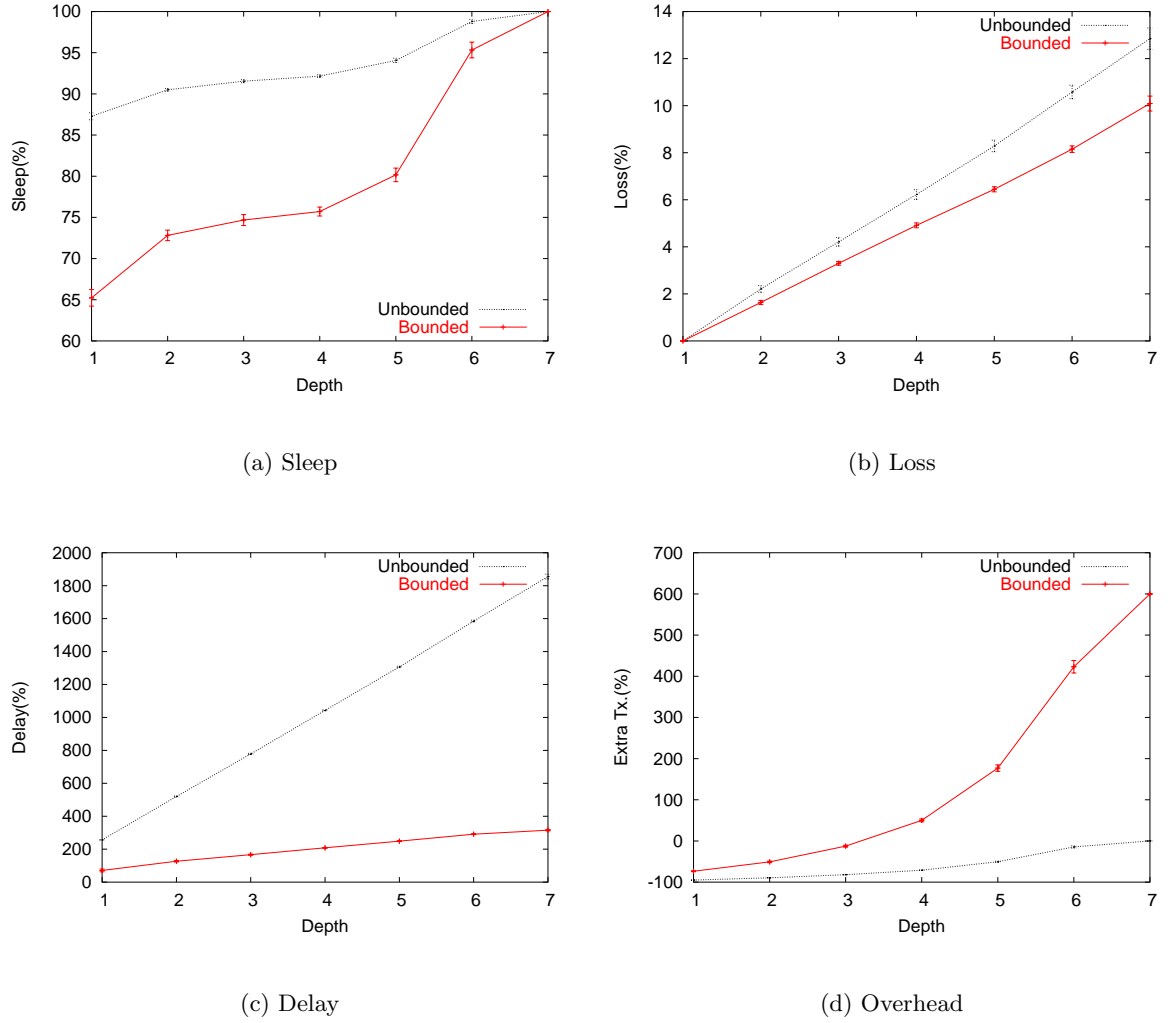 100
95
90
85
80
75
70
65
60
Sleep(%)
Unbounded
Bounded
1 2 3 4 5 6 7
Depth
(a) Sleep
14
12
10
8
6
4
2
0
Loss(%)
Unbounded
Bounded
1 2 3 4 5 6 7
Depth
(b) Loss
2000
1800
1600
1400
1200
1000
800
600
400
200
0
Delay(%)
Unbounded
Bounded
1 2 3 4 5 6 7
Depth
(c) Delay
700
600
500
400
300
200
100
0
-100
Extra Tx.(%)
Unbounded
Bounded
1 2 3 4 5 6 7
Depth
(d) Overhead